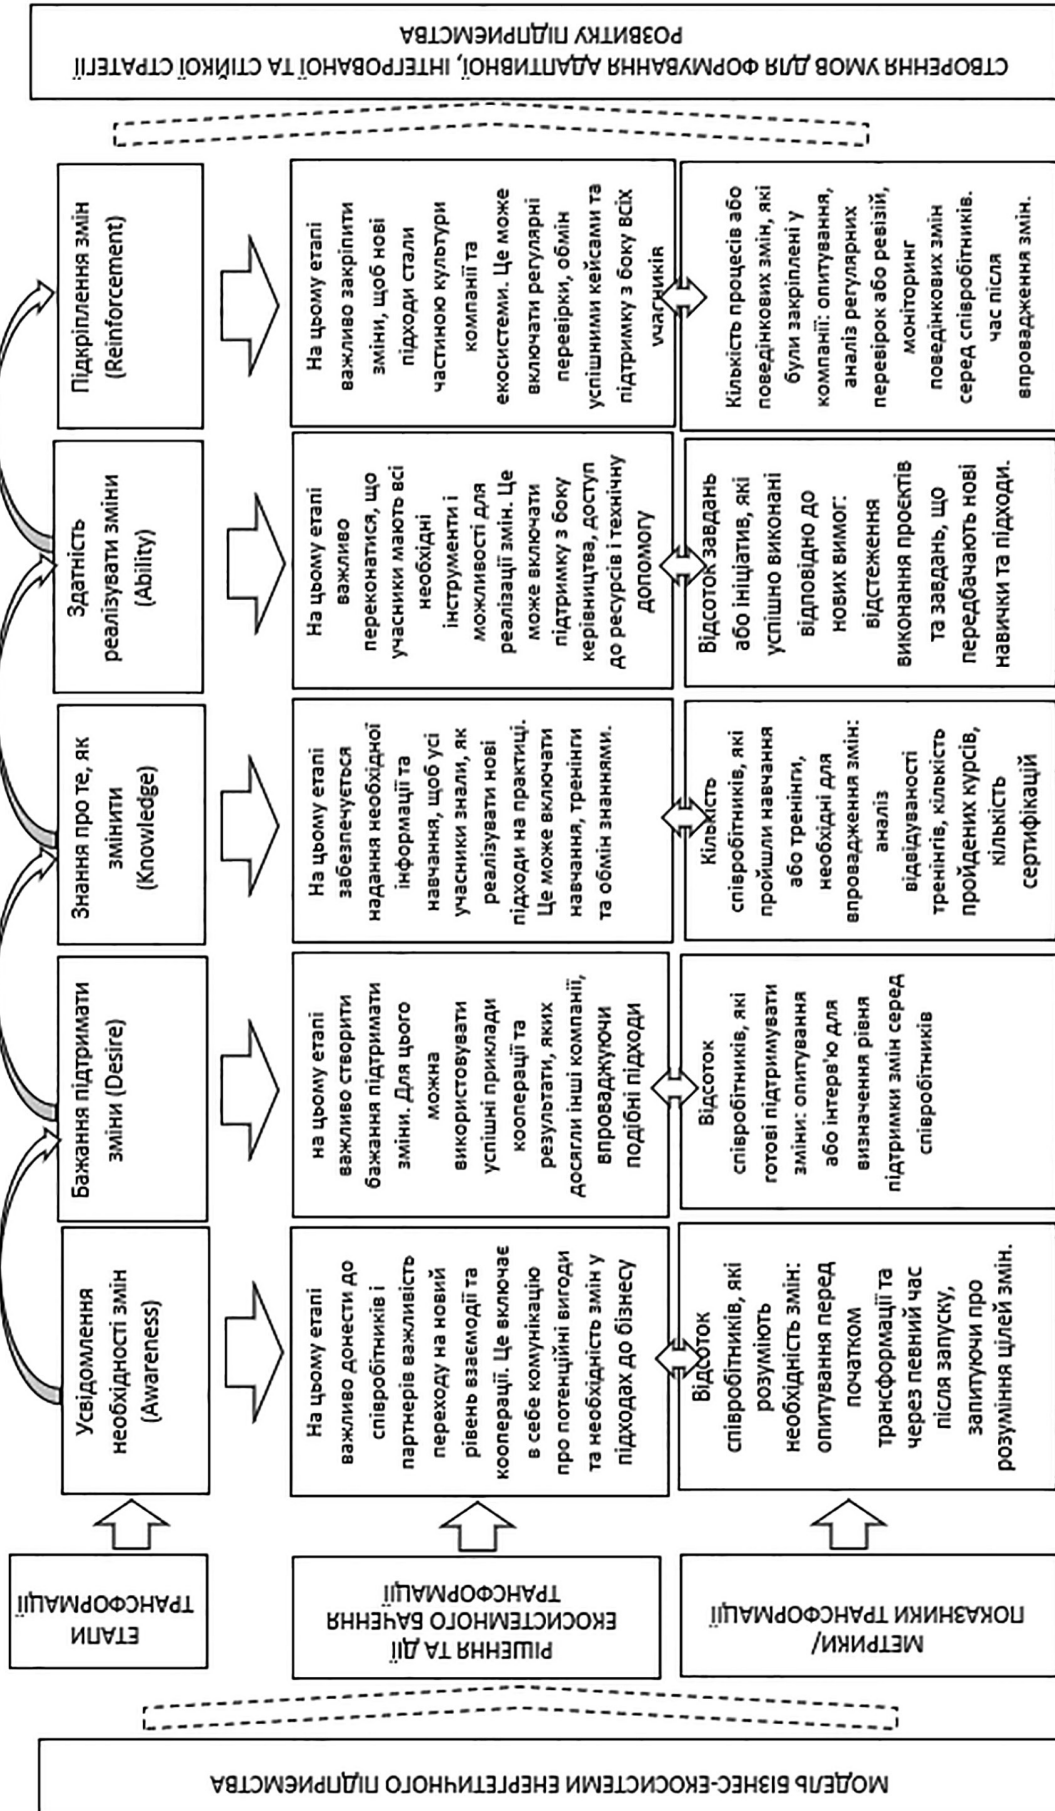 МОДЕЛЬ БІЗНЕС-ЕКОСИСТЕМИ ЕНЕРГЕТИЧНОГО ПІДПРИЄМСТВА
ЕТАПИ
ТРАНСФОРМАЦІЇ
Усвідомлення
необхідності змін
(Awareness)
Бажання підтримати
зміни (Desire)
Знання про те, як
змінити
(Knowledge)
Здатність
реалізувати зміни
(Ability)
Підкріплення змін
(Reinforcement)
РІШЕННЯ ТА ДІЇ
ЕКОСИСТЕМНОГО БАЧЕННЯ
ТРАНСФОРМАЦІЇ
На цьому етапі
важливо донести до
співробітників і
партнерів важливість
переходу на новий
рівень взаємодії та
кооперації. Це включає
в себе комунікацію
про потенційні вигоди
та необхідність змін у
підходах до бізнесу
на цьому етапі
важливо створити
бажання підтримати
зміни. Для цього
можна
використовувати
успішні приклади
кооперації та
результати, яких
досягли інші компанії,
впроваджуючи
подібні підходи
На цьому етапі
забезпечується
надання необхідної
інформації та
навчання, щоб усі
учасники знали, як
реалізувати нові
підходи на практиці.
Це може включати
навчання, тренінги
та обмін знаннями.
На цьому етапі
важливо
переконатися, що
учасники мають всі
необхідні
інструменти і
можливості для
реалізації змін. Це
може включати
підтримку з боку
керівництва, доступ
до ресурсів і технічну
допомогу
На цьому етапі
важливо закріпити
зміни, щоб нові
підходи стали
частиною культури
компанії та
екосистеми. Це може
включати регулярні
перевірки, обмін
успішними кейсами та
підтримку з боку всіх
учасників
МЕТРИКИ/
ПОКАЗНИКИ ТРАНСФОРМАЦІЇ
Відсоток
співробітників, які
розуміють
необхідність змін:
опитування перед
початком
трансформації та
через певний час
після запуску,
запитуючи про
розуміння цілей змін.
Відсоток
співробітників, які
готові підтримувати
зміни: опитування
або інтерв'ю для
визначення рівня
підтримки змін серед
співробітників
Кількість
співробітників, які
пройшли навчання
або тренінги,
необхідні для
впровадження змін:
аналіз
відвідуваності
тренінгів, кількість
пройдених курсів,
кількість
сертифікацій
Відсоток завдань
або ініціатив, які
успішно виконані
відповідно до
нових вимог:
відстеження
виконання проєктів
та завдань, що
передбачають нові
навички та підходи.
Кількість процесів або
поведінкових змін, які
були закріплені у
компанії: опитування,
аналіз регулярних
перевірок або ревізій,
моніторинг
поведінкових змін
серед співробітників.
час після
впровадження змін.
СТВОРЕННЯ УМОВ ДЛЯ ФОРМУВАННЯ АДАПТИВНОЇ, ІНТЕГРОВАНОЇ ТА СТІЙКОЇ СТРАТЕГІЇ
РОЗВИТКУ ПІДПРИЄМСТВА